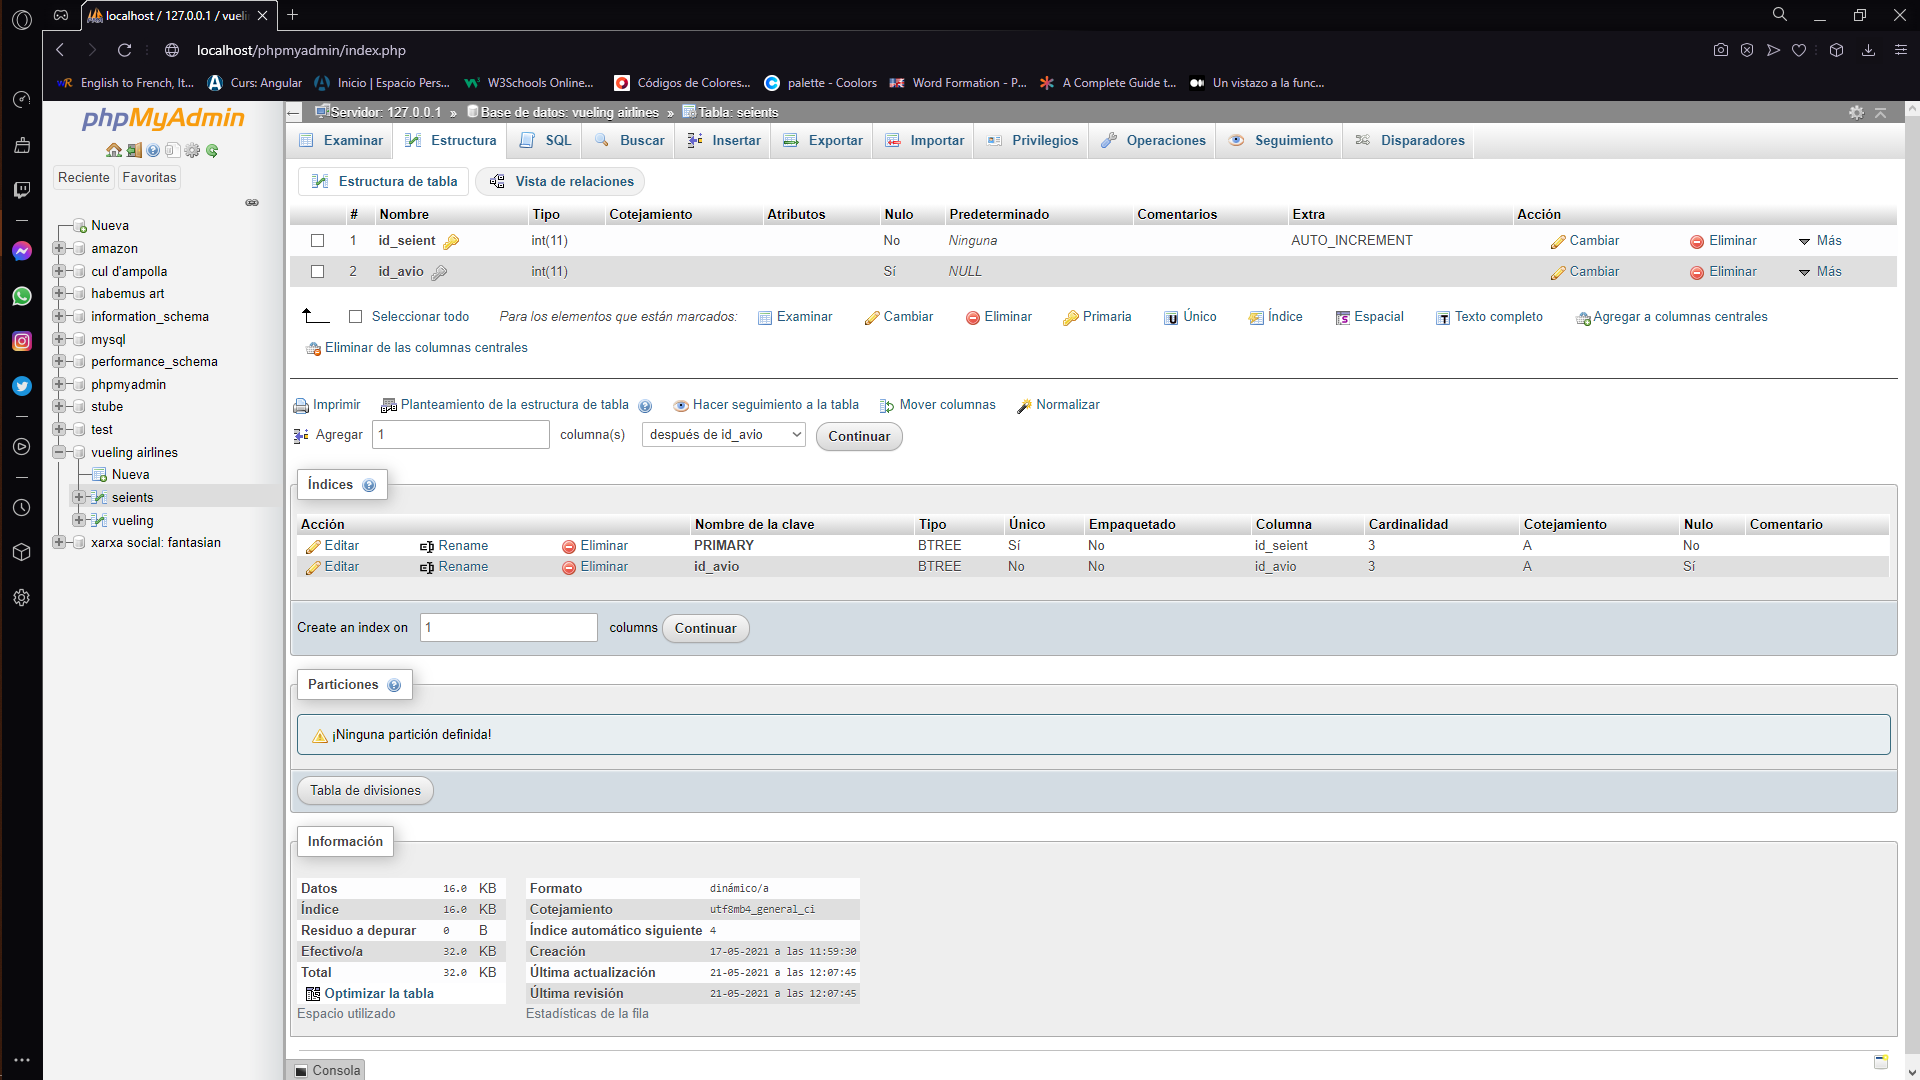 localhost / 127.0.0.1 / vueli
localhost/phpmyadmin/index.php
English to French, It... Curs: Angular Inicio | Espacio Pers... W3Schools Online... Códigos de Colores... palette - Coolors Word Formation - P... A Complete Guide t... Un vistazo a la func...
phpMyAdmin
Reciente Favoritas
Nueva
amazon
cul d'ampolla
habemus art
information_schema
mysql
performance_schema
phpmyadmin
stube
test
vueling airlines
Nueva
seients
vueling
xarxa social: fantasian
Servidor: 127.0.0.1 » Base de datos: vueling airlines » Tabla: seients
Examinar Estructura SQL Buscar Insertar Exportar Importar Privilegios Operaciones Seguimiento Disparadores
Estructura de tabla Vista de relaciones
# Nombre Tipo Cotejamiento Atributos Nulo Predeterminado Comentarios Extra Acción
1 id_seient int(11) No Ninguna AUTO_INCREMENT Cambiar Eliminar Más
2 id_avio int(11) Sí NULL Cambiar Eliminar Más
Seleccionar todo Para los elementos que están marcados: Examinar Cambiar Eliminar Primaria Único Índice Espacial Texto completo Agregar a columnas centrales
Eliminar de las columnas centrales
Imprimir Planteamiento de la estructura de tabla Hacer seguimiento a la tabla Mover columnas Normalizar
Agregar 1 columna(s) después de id_avio Continuar
Índices
Acción Nombre de la clave Tipo Único Empaquetado Columna Cardinalidad Cotejamiento Nulo Comentario
Editar Rename Eliminar PRIMARY BTREE Sí No id_seient 3 A No
Editar Rename Eliminar id_avio BTREE No No id_avio 3 A Sí
Create an index on 1 columns Continuar
Particiones
¡Ninguna partición definida!
Tabla de divisiones
Información
Datos 16.0 KB
Índice 16.0 KB
Residuo a depurar 0 B
Efectivo/a 32.0 KB
Total 32.0 KB
Optimizar la tabla
Espacio utilizado
Formato dinámico/a
Cotejamiento utf8mb4_general_ci
Índice automático siguiente 4
Creación 17-05-2021 a las 11:59:30
Última actualización 21-05-2021 a las 12:07:45
Última revisión 21-05-2021 a las 12:07:45
Estadísticas de la fila
Consola